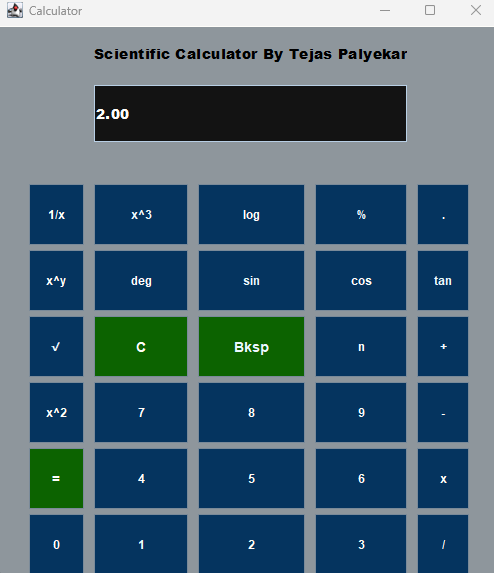 Calculator
Scientific Calculator By Tejas Palyekar
2.00
1/x x^3 log % .
x^y deg sin cos tan
√ C Bksp n +
x^2 7 8 9 -
= 4 5 6 x
0 1 2 3 /